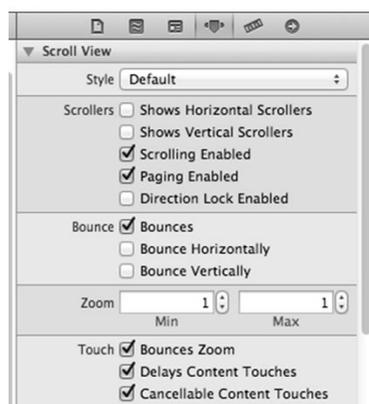 Scroll View
Style Default
Scrollers Shows Horizontal Scrollers
Shows Vertical Scrollers
Scrolling Enabled
Paging Enabled
Direction Lock Enabled
Bounce Bounces
Bounce Horizontally
Bounce Vertically
Zoom 1 1
Min Max
Touch Bounces Zoom
Delays Content Touches
Cancellable Content Touches